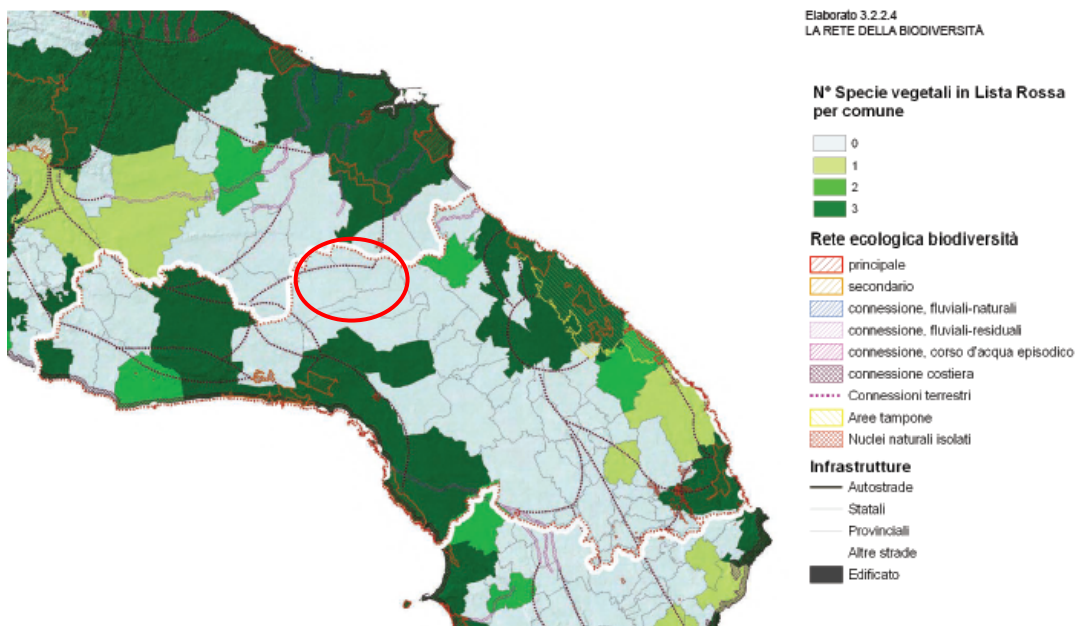 Elaborato 3.2.2.4
LA RETE DELLA BIODIVERSITÀ
N° Specie vegetali in Lista Rossa
per comune
0
1
2
3
Rete ecologica biodiversità
principale
secondario
connessione, fluviali-naturali
connessione, fluviali-residuali
connessione, corso d'acqua episodico
connessione costiera
Connessioni terrestri
Aree tampone
Nuclei naturali isolati
Infrastrutture
Autostrade
Statali
Provinciali
Altre strade
Edificato